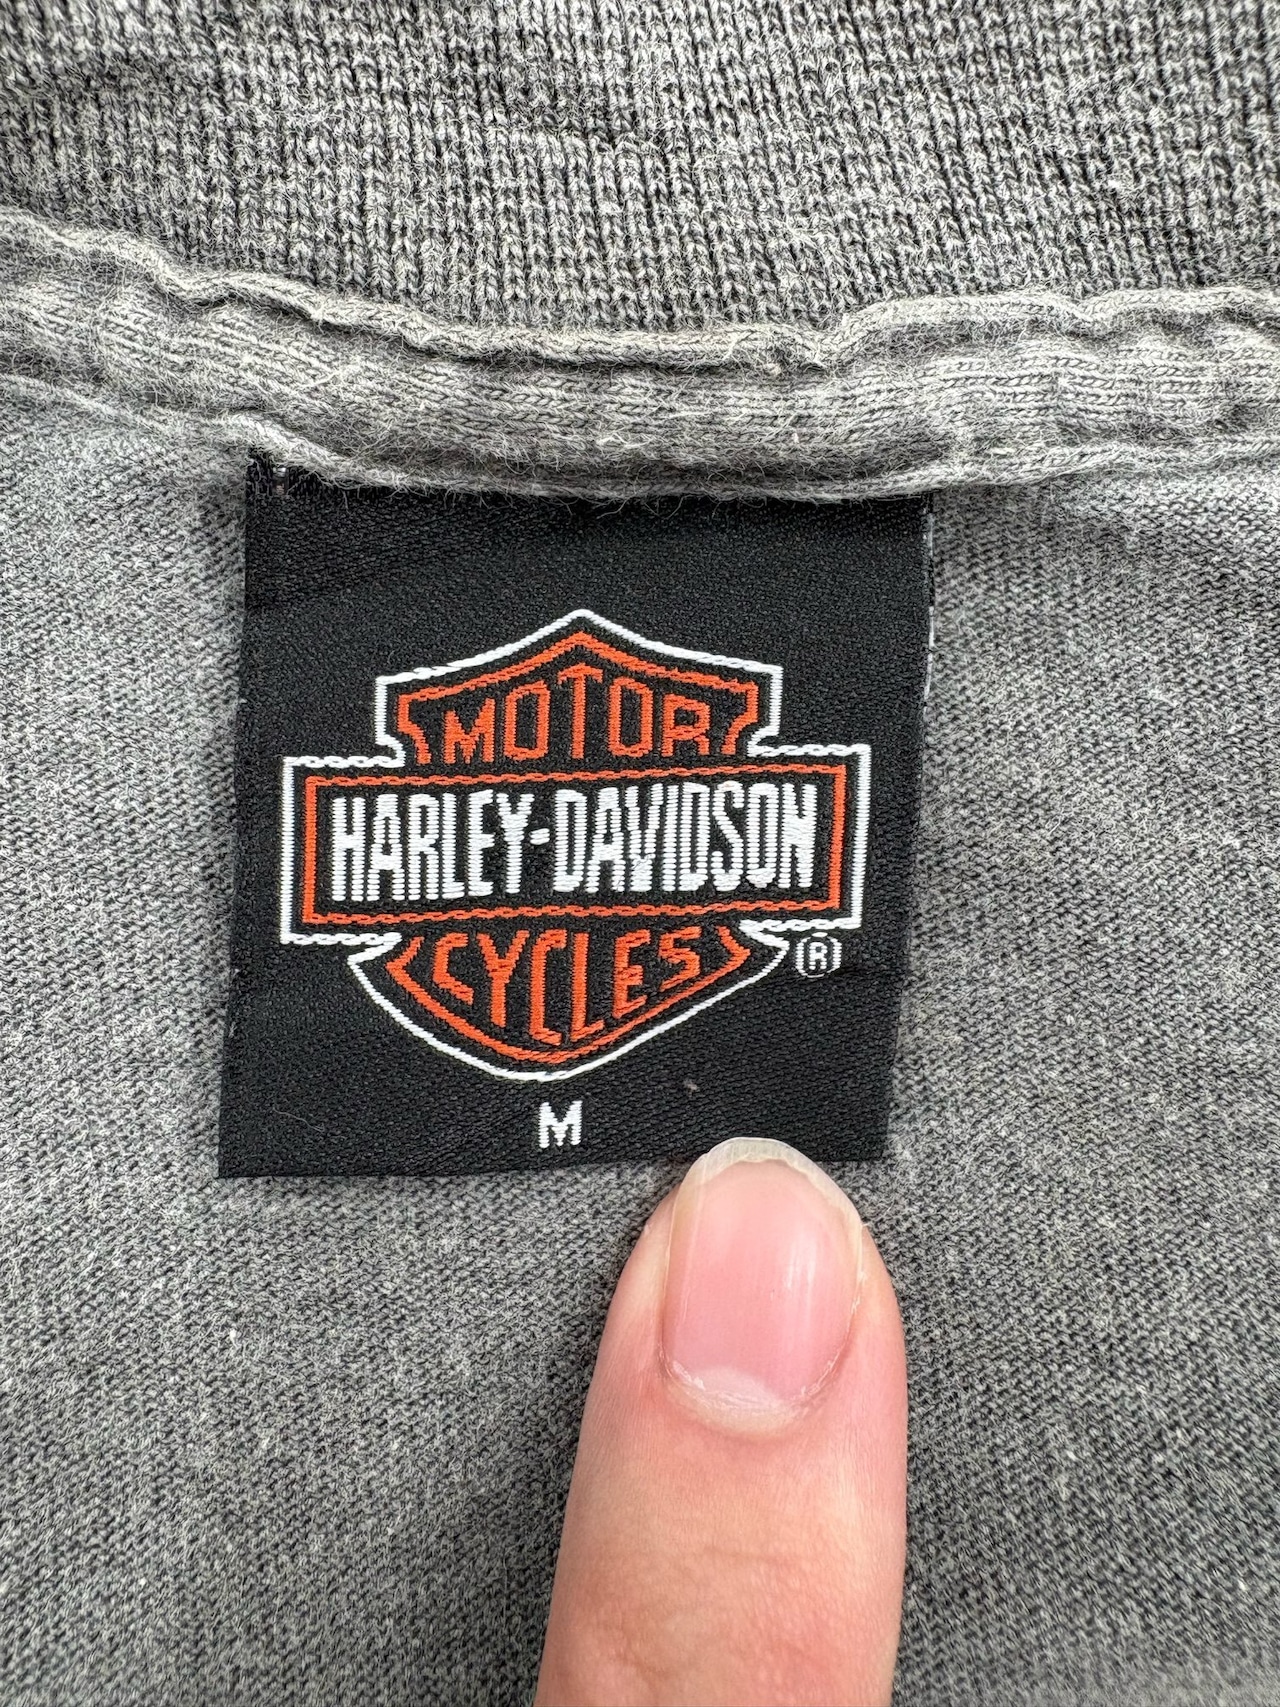 MOTOR
HARLEY-DAVIDSON
CYCLES
®
M